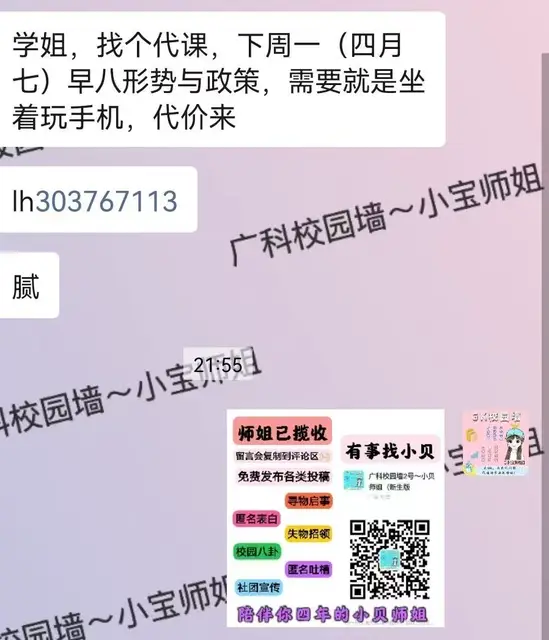 学姐，找个代课，下周一（四月
七）早八形势与政策，需要就是坐
着玩手机，代价来
lh303767113
广科校园墙～小宝师姐
腻
21:55
科校园墙～小宝师姐
师姐已揽收
留言会复制到评论区
免费发布各类投稿
寻物启事
匿名表白
失物招领
校园八卦
匿名吐槽
社团宣传
有事找小贝
广科校园墙2号～小贝
师姐（新生版
陪伴你四年的小贝师姐
校园墙～小宝师姐